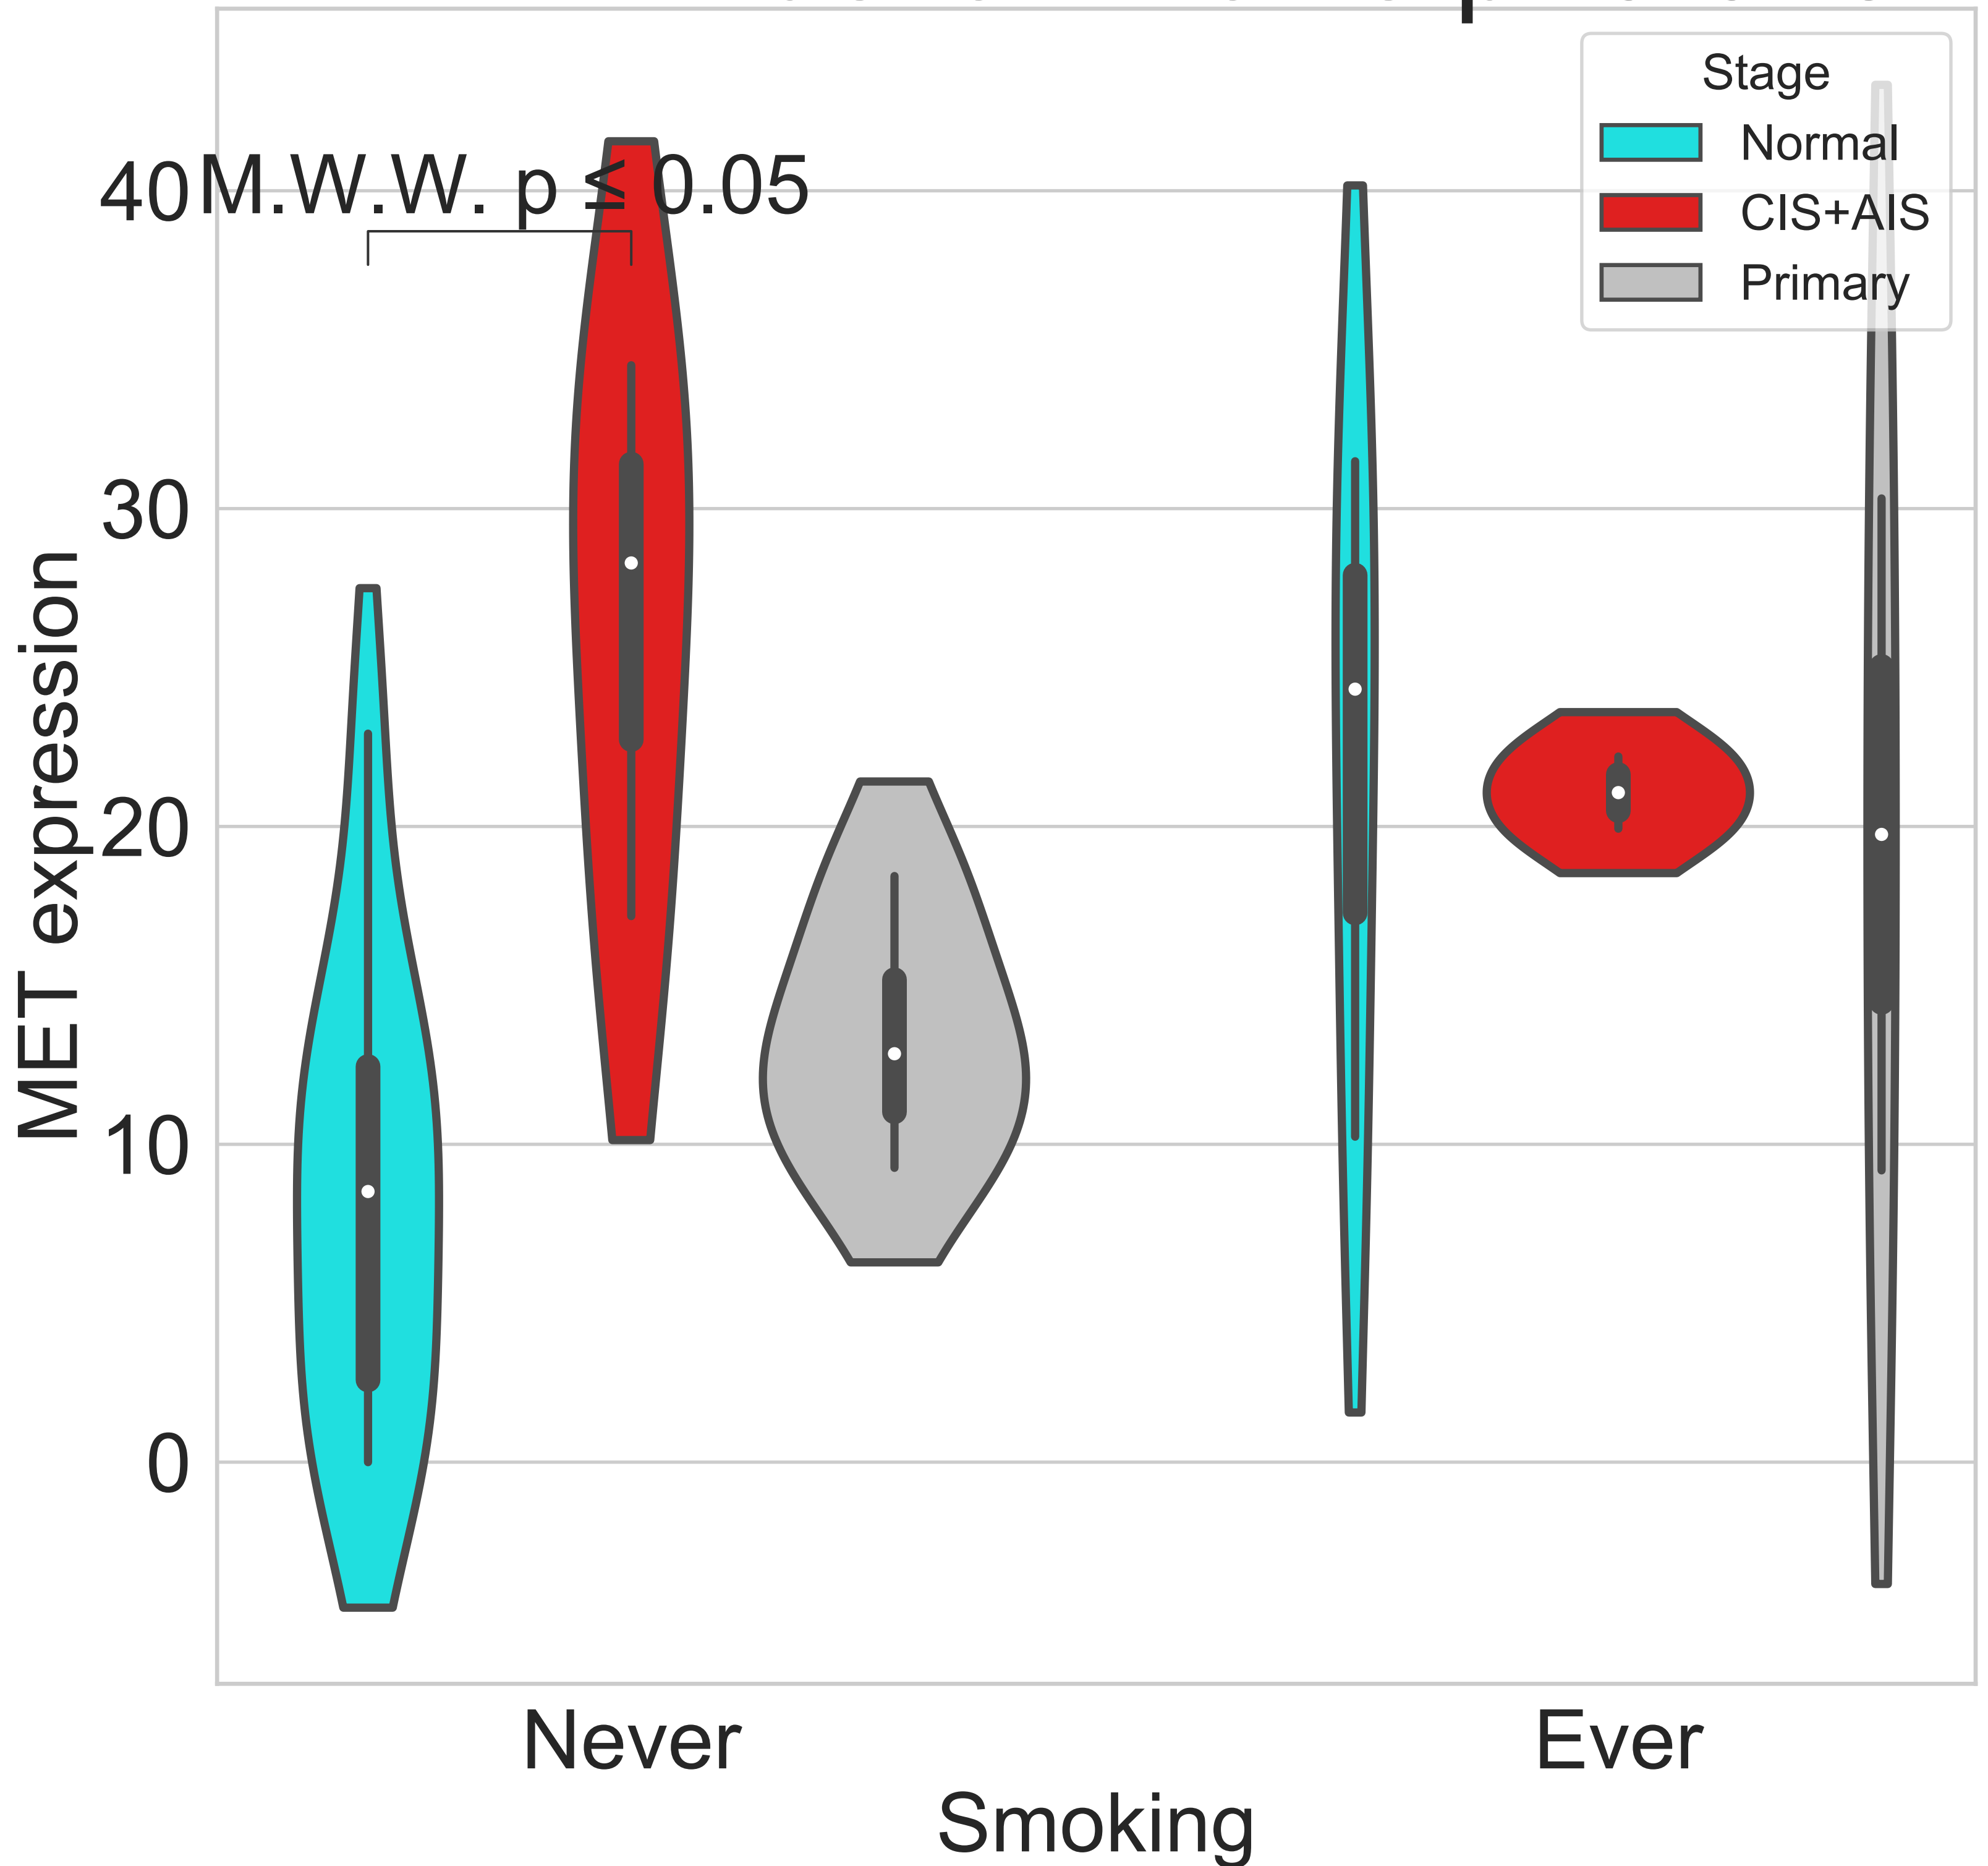 Stage
Normal
CIS+AIS
Primary
M.W.W. p ≤ 0.05
40
30
20
10
0
MET expression
Never
Ever
Smoking